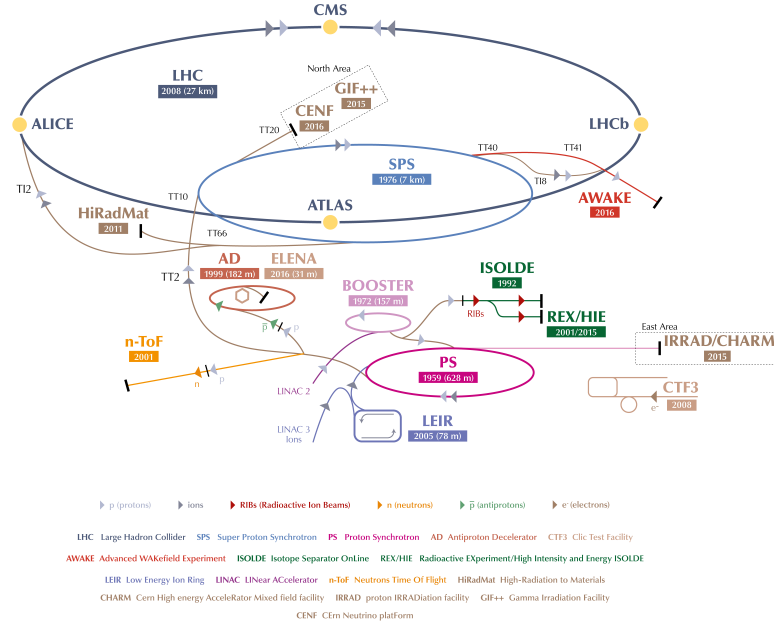 CMS
LHC
2008 (27 km)
North Area
GIF++
2015
CENF
2016
ALICE
LHCb
TT20
TT40
TT41
SPS
1976 (7 km)
TI2
TT10
TI8
AWAKE
2016
ATLAS
HiRadMat
2011
TT66
AD
1999 (182 m)
ELENA
2016 (31 m)
TT2
BOOSTER
1972 (157 m)
ISOLDE
1992
RIBs
REX/HIE
2001/2015
East Area
IRRAD/CHARM
2015
p̅
p
n-ToF
2001
n
p
PS
1959 (628 m)
LINAC 2
CTF3
2008
e-
LEIR
2005 (78 m)
LINAC 3
Ions
p (protons) ions RIBs (Radioactive Ion Beams) n (neutrons) p̅ (antiprotons) e- (electrons)
LHC Large Hadron Collider SPS Super Proton Synchrotron PS Proton Synchrotron AD Antiproton Decelerator CTF3 Clic Test Facility
AWAKE Advanced WAKefield Experiment ISOLDE Isotope Separator OnLine REX/HIE Radioactive EXperiment/High Intensity and Energy ISOLDE
LEIR Low Energy Ion Ring LINAC LINear ACcelerator n-ToF Neutrons Time Of Flight HiRadMat High-Radiation to Materials
CHARM Cern High energy AcceleRator Mixed field facility IRRAD proton IRRADiation facility GIF++ Gamma Irradiation Facility
CENF CErn Neutrino platForm